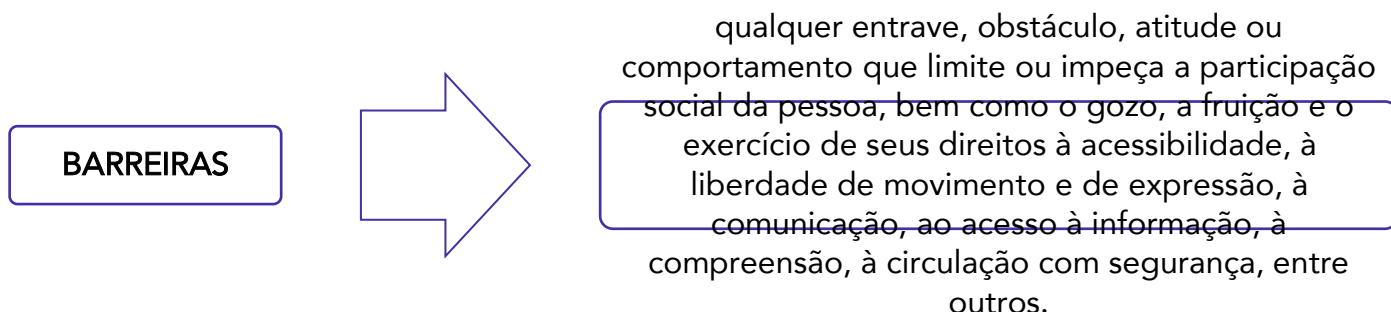 BARREIRAS
qualquer entrave, obstáculo, atitude ou
comportamento que limite ou impeça a participação
social da pessoa, bem como o gozo, a fruição e o
exercício de seus direitos à acessibilidade, à
liberdade de movimento e de expressão, à
comunicação, ao acesso à informação, à
compreensão, à circulação com segurança, entre
outros.